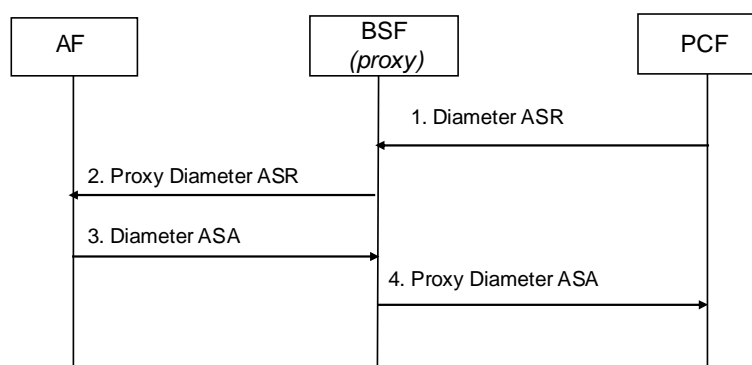 AF
BSF
(proxy)
PCF
1. Diameter ASR
2. Proxy Diameter ASR
3. Diameter ASA
4. Proxy Diameter ASA